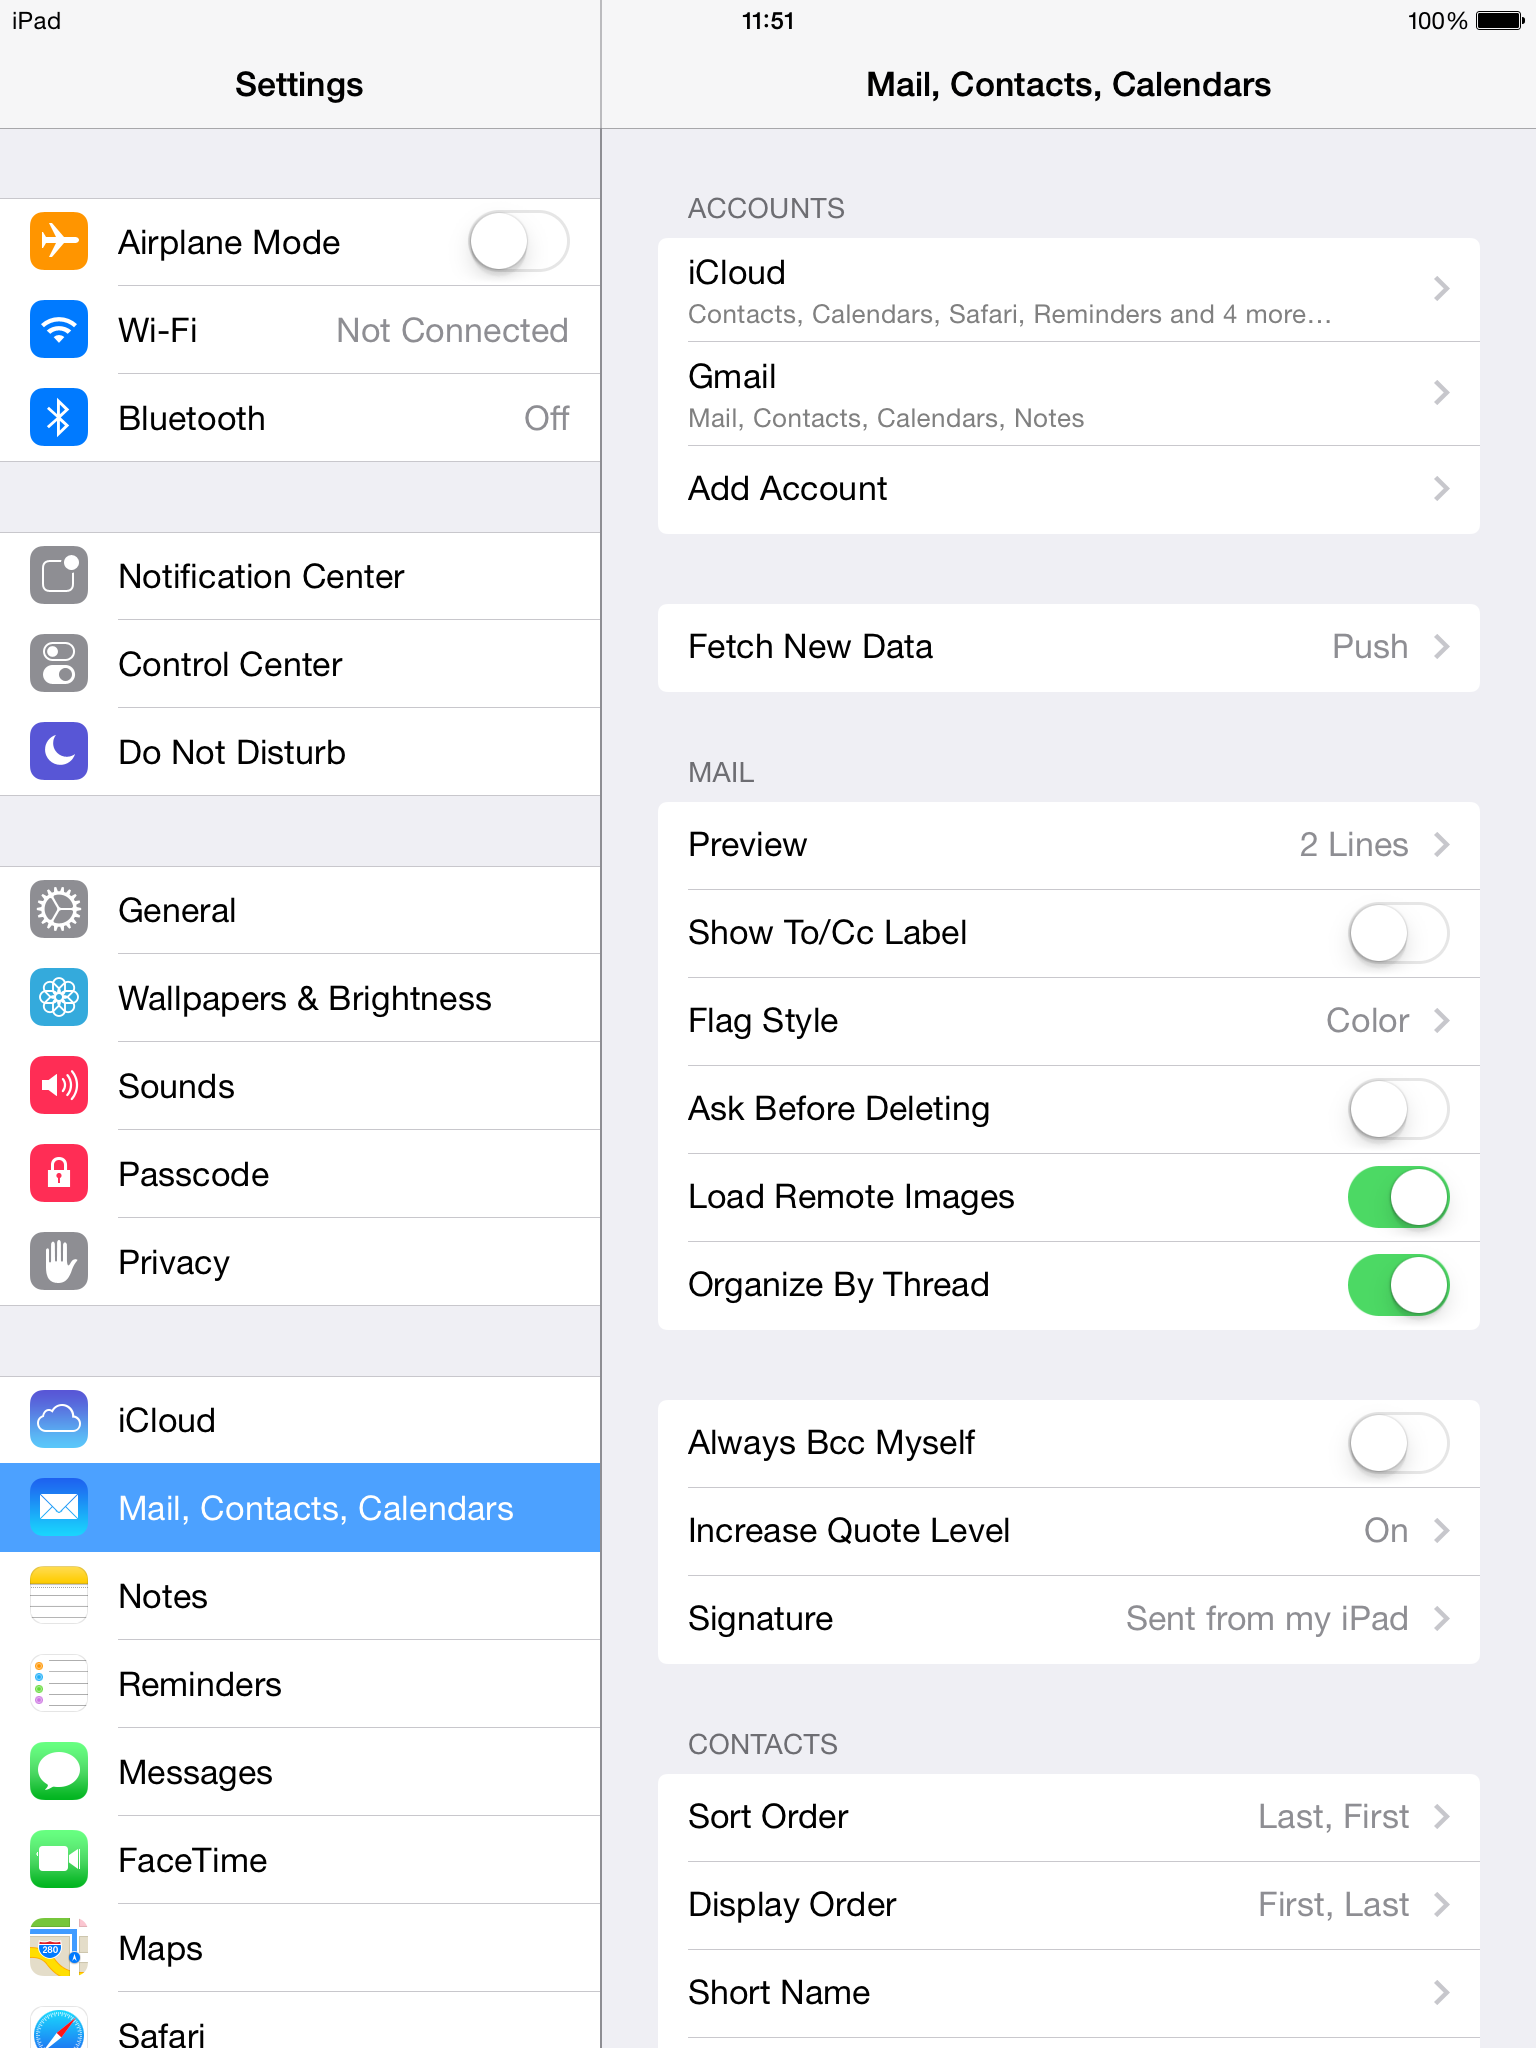 iPad
11:51
100%
Settings
Mail, Contacts, Calendars
Airplane Mode
Wi-Fi
Not Connected
Bluetooth
Off
Notification Center
Control Center
Do Not Disturb
General
Wallpapers & Brightness
Sounds
Passcode
Privacy
iCloud
Mail, Contacts, Calendars
Notes
Reminders
Messages
FaceTime
280
Maps
Safari
ACCOUNTS
iCloud
Contacts, Calendars, Safari, Reminders and 4 more...
Gmail
Mail, Contacts, Calendars, Notes
Add Account
Fetch New Data
Push
MAIL
Preview
2 Lines
Show To/Cc Label
Flag Style
Color
Ask Before Deleting
Load Remote Images
Organize By Thread
Always Bcc Myself
Increase Quote Level
On
Signature
Sent from my iPad
CONTACTS
Sort Order
Last, First
Display Order
First, Last
Short Name